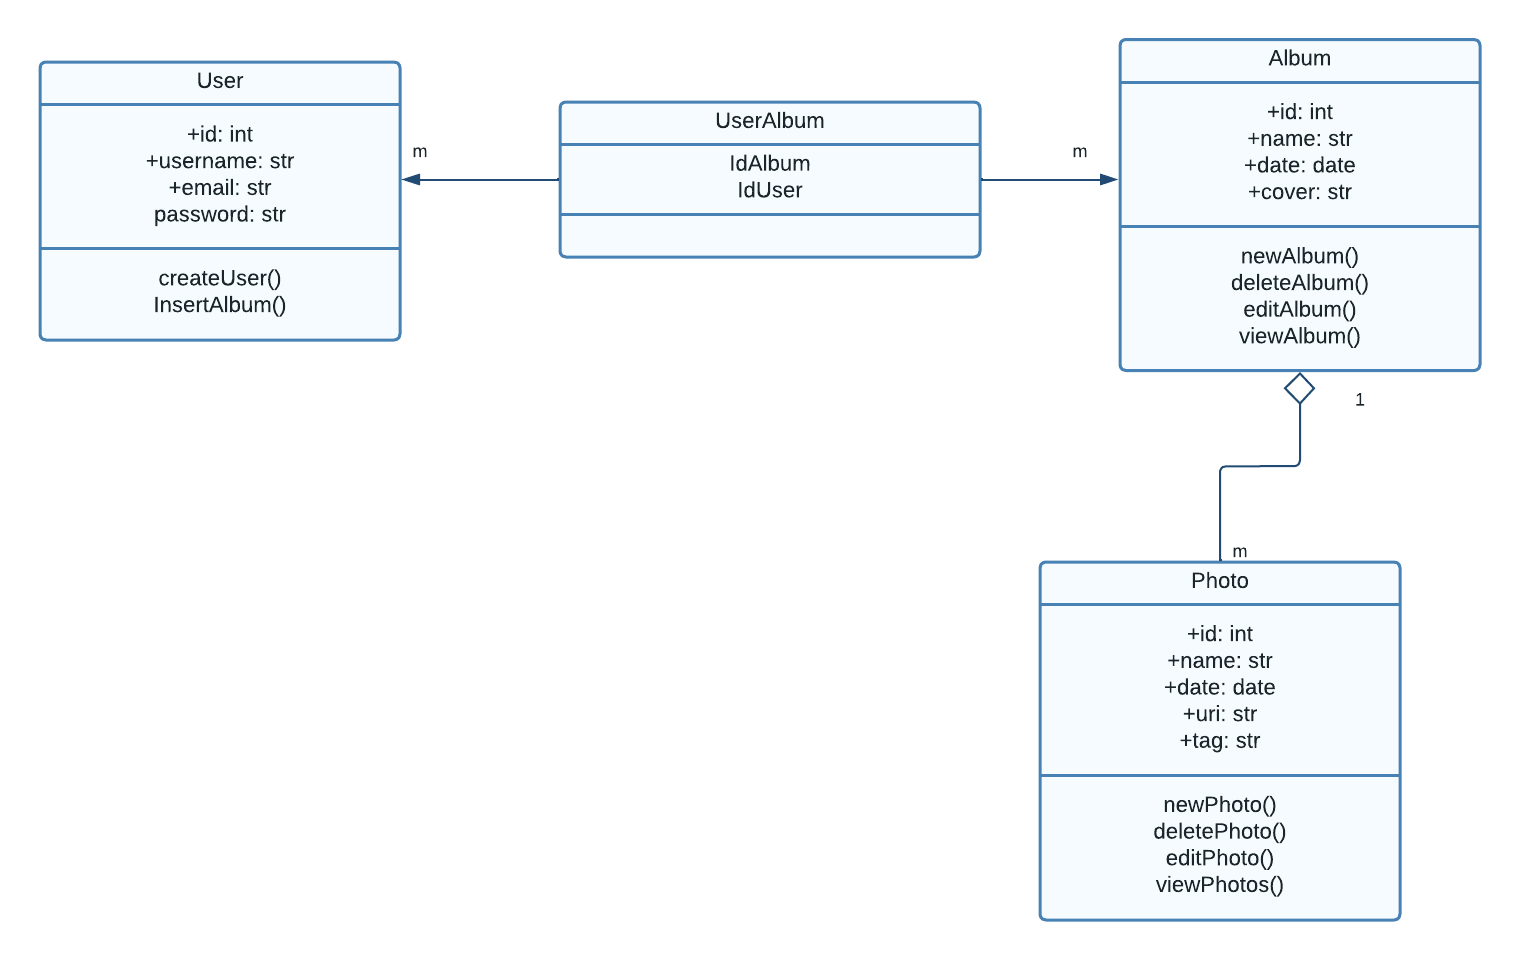 User
+id: int
+username: str
+email: str
password: str
createUser()
InsertAlbum()
m
UserAlbum
IdAlbum
IdUser
m
Album
+id: int
+name: str
+date: date
+cover: str
newAlbum()
deleteAlbum()
editAlbum()
viewAlbum()
1
m
Photo
+id: int
+name: str
+date: date
+uri: str
+tag: str
newPhoto()
deletePhoto()
editPhoto()
viewPhotos()